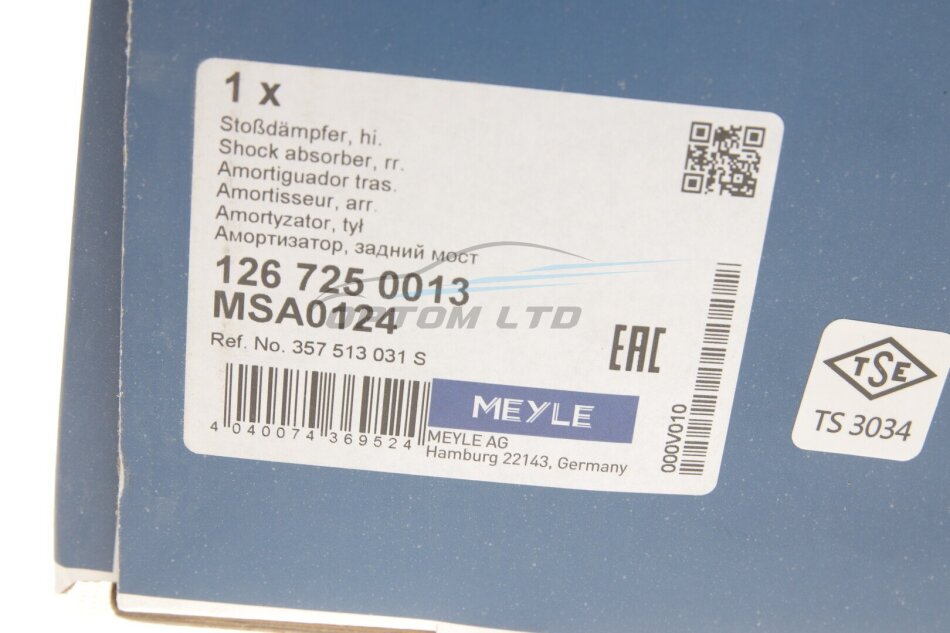 1 x
Stoßdämpfer, hi.
Shock absorber, rr.
Amortiguador tras.
Amortisseur, arr.
Amortyzator, tył
Амортизатор, задний мост
126 725 0013
MSA0124
OPTOM LTD
Ref. No. 357 513 031 S
EAC
4 040074 369524
MEYLE
MEYLE AG
Hamburg 22143, Germany
000V010
TSE
TS 3034